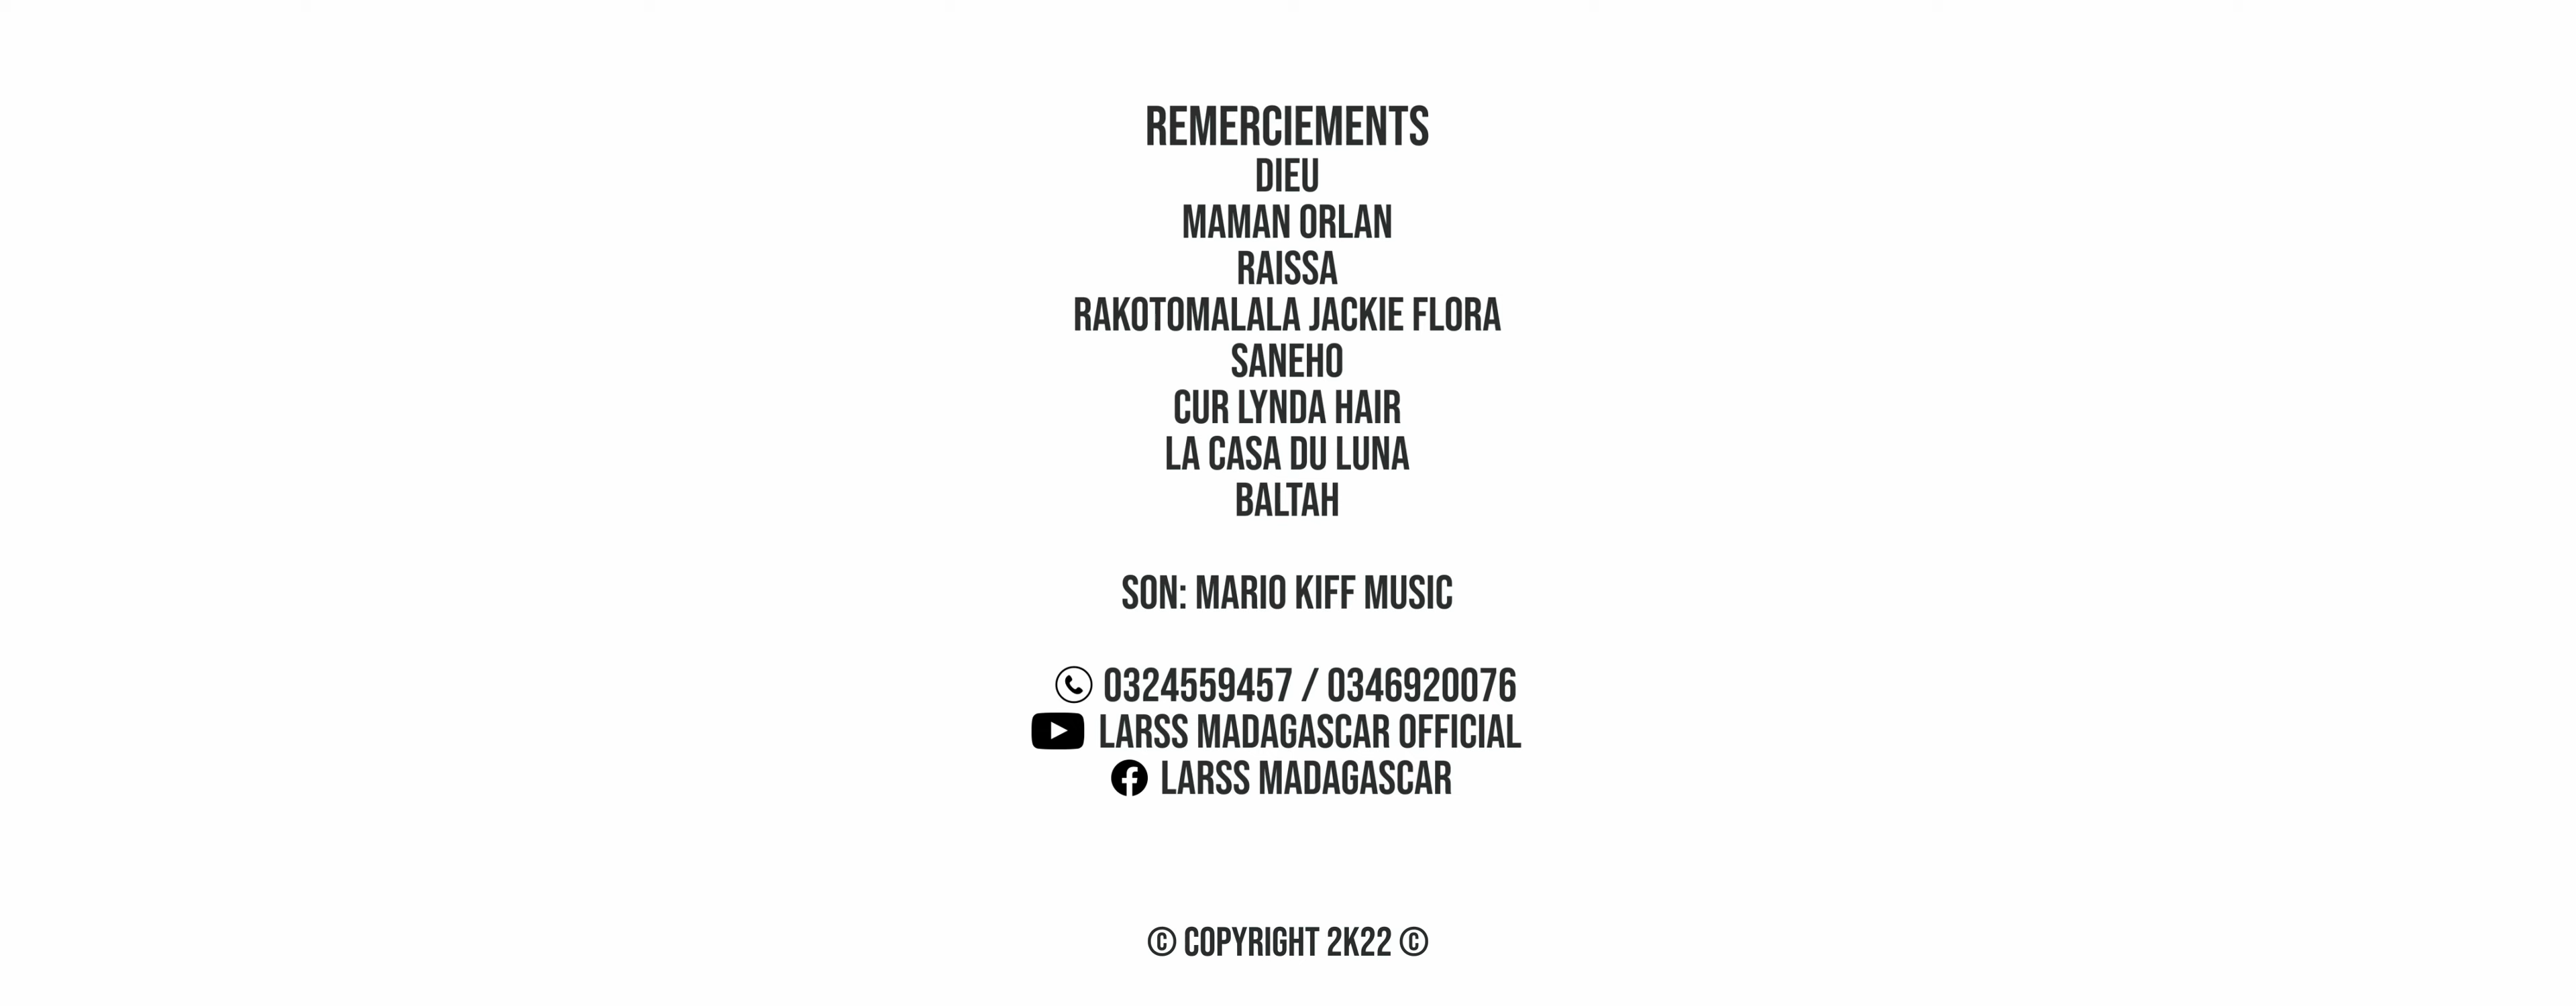 REMERCIEMENTS
DIEU
MAMAN ORLAN
RAISSA
RAKOTOMALALA JACKIE FLORA
SANEHO
CUR LYNDA HAIR
LA CASA DU LUNA
BALTAH
SON: MARIO KIFF MUSIC
0324559457 / 0346920076
LARSS MADAGASCAR OFFICIAL
LARSS MADAGASCAR
© COPYRIGHT 2K22 ©